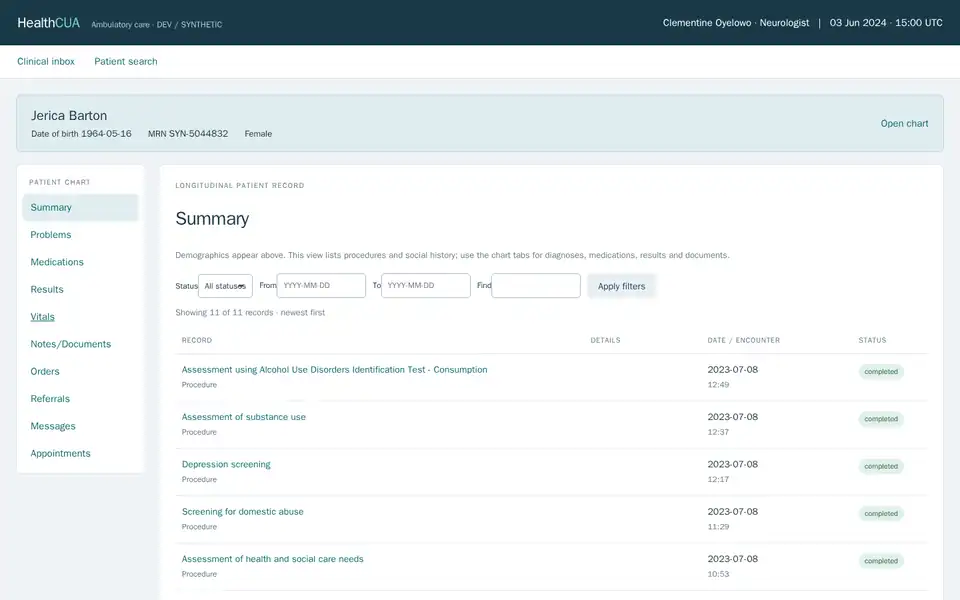 HealthCUA Ambulatory care · DEV / SYNTHETIC Clementine Oyelowo · Neurologist | 03 Jun 2024 · 15:00 UTC
Clinical inbox Patient search
Jerica Barton
Date of birth 1964-05-16 MRN SYN-5044832 Female
Open chart
PATIENT CHART
Summary
Problems
Medications
Results
Vitals
Notes/Documents
Orders
Referrals
Messages
Appointments
LONGITUDINAL PATIENT RECORD
Summary
Demographics appear above. This view lists procedures and social history; use the chart tabs for diagnoses, medications, results and documents.
Status All statuses From YYYY-MM-DD To YYYY-MM-DD Find Apply filters
Showing 11 of 11 records · newest first
RECORD DETAILS DATE / ENCOUNTER STATUS
Assessment using Alcohol Use Disorders Identification Test - Consumption 2023-07-08 completed
Procedure 12:49
Assessment of substance use 2023-07-08 completed
Procedure 12:37
Depression screening 2023-07-08 completed
Procedure 12:17
Screening for domestic abuse 2023-07-08 completed
Procedure 11:29
Assessment of health and social care needs 2023-07-08 completed
Procedure 10:53